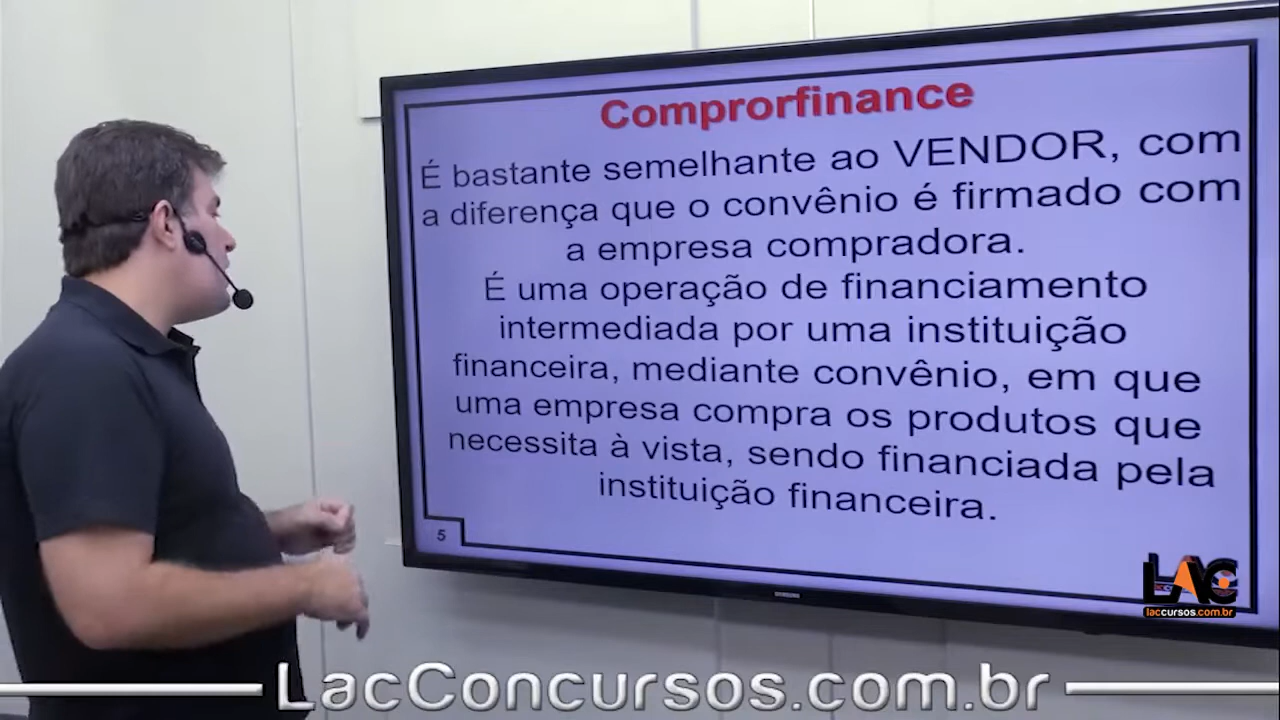 Comprorfinance
É bastante semelhante ao VENDOR, com
a diferença que o convênio é firmado com
a empresa compradora.
É uma operação de financiamento
intermediada por uma instituição
financeira, mediante convênio, em que
uma empresa compra os produtos que
necessita à vista, sendo financiada pela
instituição financeira.
5
LAC
laccursos.com.br
SAMSUNG
LacConcursos.com.br